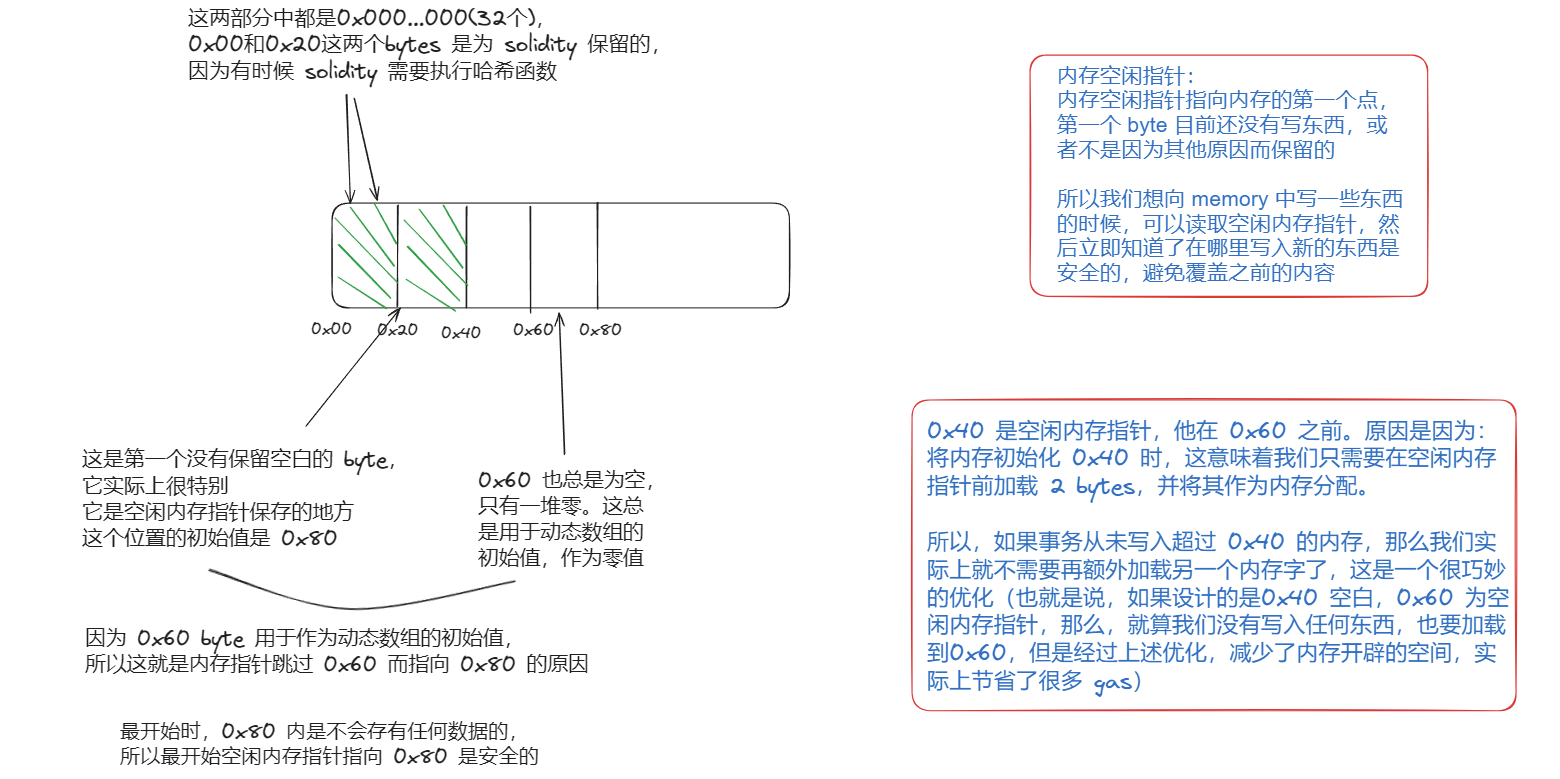 这两部分中都是0x000...000(32个)，
0x00和0x20这两个bytes 是为 solidity 保留的，
因为有时候 solidity 需要执行哈希函数
内存空闲指针：
内存空闲指针指向内存的第一个点，
第一个 byte 目前还没有写东西，或
者不是因为其他原因而保留的
所以我们想向 memory 中写一些东西
的时候，可以读取空闲内存指针，然
后立即知道了在哪里写入新的东西是
安全的，避免覆盖之前的内容
0x00 0x20 0x40 0x60 0x80
这是第一个没有保留空白的 byte，
它实际上很特别
它是空闲内存指针保存的地方
这个位置的初始值是 0x80
0x60 也总是为空，
只有一堆零。这总
是用于动态数组的
初始值，作为零值
0x40 是空闲内存指针，他在 0x60 之前。原因是因为：
将内存初始化 0x40 时，这意味着我们只需要在空闲内存
指针前加载 2 bytes，并将其作为内存分配。
所以，如果事务从未写入超过 0x40 的内存，那么我们实
际上就不需要再额外加载另一个内存字了，这是一个很巧妙
的优化（也就是说，如果设计的是0x40 空白，0x60 为空
闲内存指针，那么，就算我们没有写入任何东西，也要加载
到0x60，但是经过上述优化，减少了内存开辟的空间，实
际上节省了很多 gas）
因为 0x60 byte 用于作为动态数组的初始值，
所以这就是内存指针跳过 0x60 而指向 0x80 的原因
最开始时，0x80 内是不会存有任何数据的，
所以最开始空闲内存指针指向 0x80 是安全的